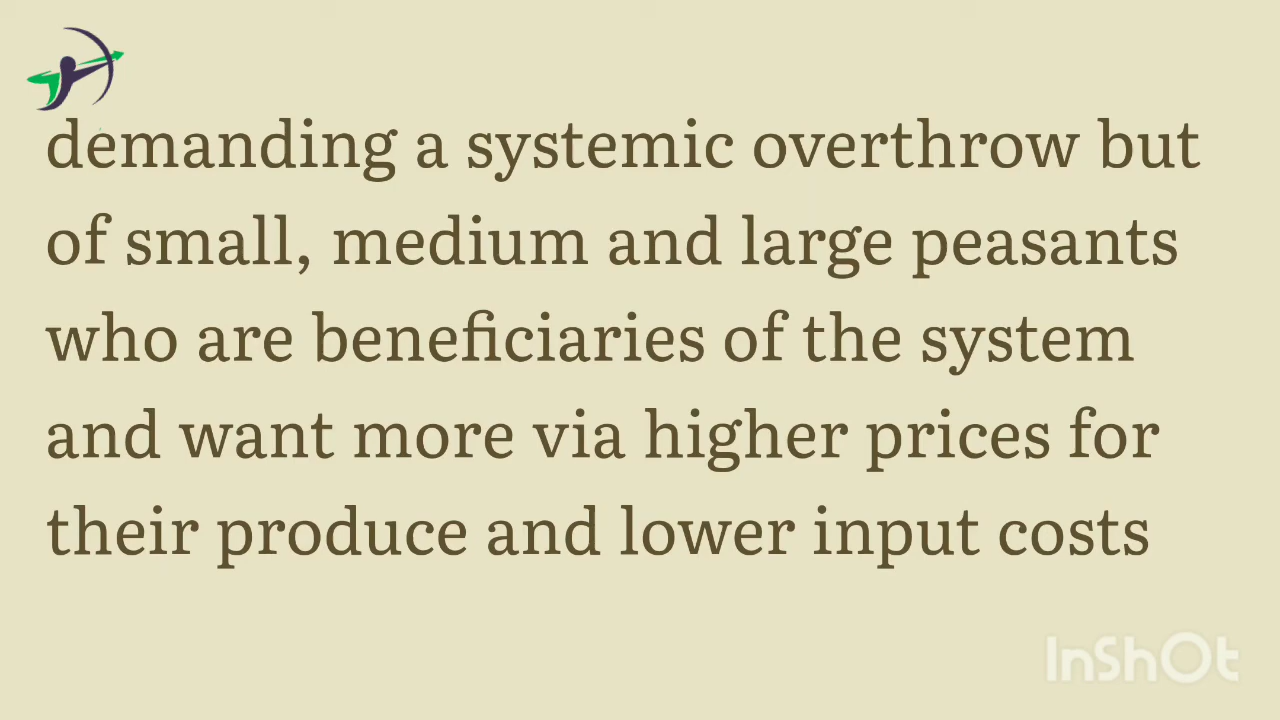 demanding a systemic overthrow but
of small, medium and large peasants
who are beneficiaries of the system
and want more via higher prices for
their produce and lower input costs
InShOt